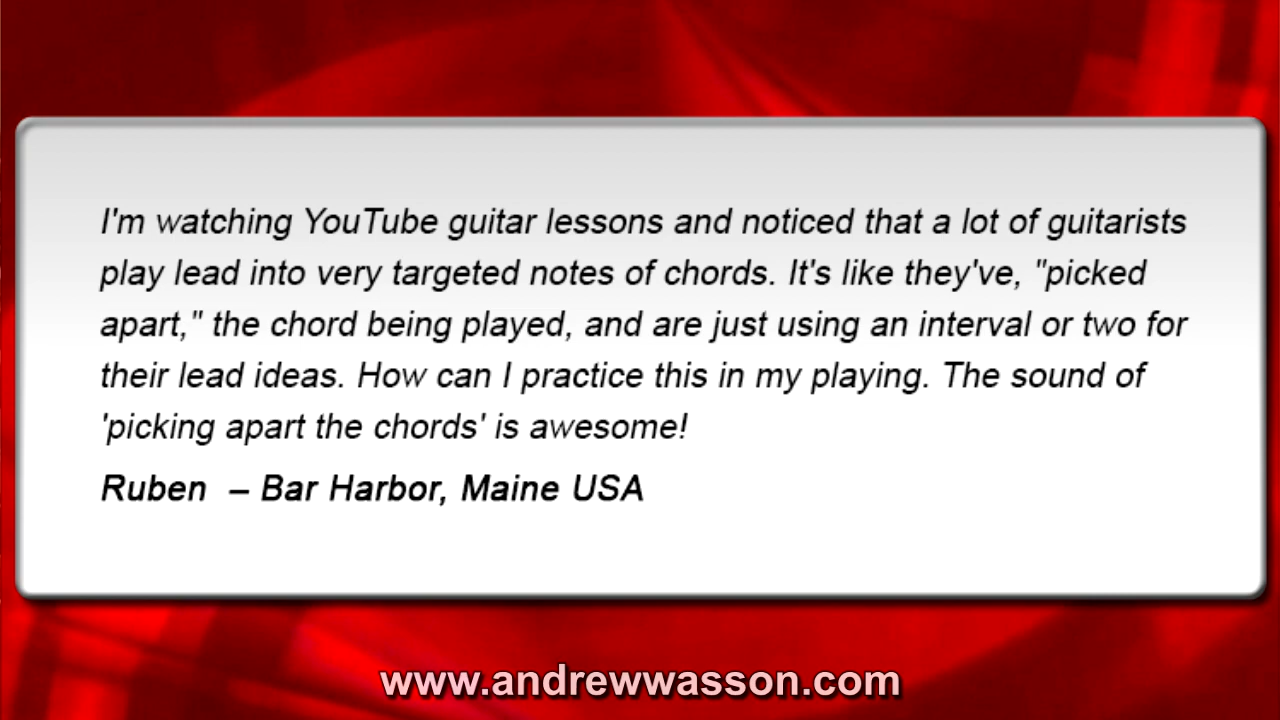 I'm watching YouTube guitar lessons and noticed that a lot of guitarists
play lead into very targeted notes of chords. It's like they've, "picked
apart," the chord being played, and are just using an interval or two for
their lead ideas. How can I practice this in my playing. The sound of
'picking apart the chords' is awesome!
Ruben – Bar Harbor, Maine USA
www.andrewwasson.com